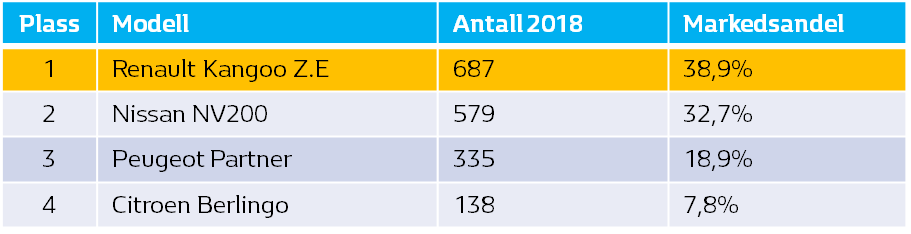 Plass Modell Antall 2018 Markedsandel
1 Renault Kangoo Z.E 687 38,9%
2 Nissan NV200 579 32,7%
3 Peugeot Partner 335 18,9%
4 Citroen Berlingo 138 7,8%